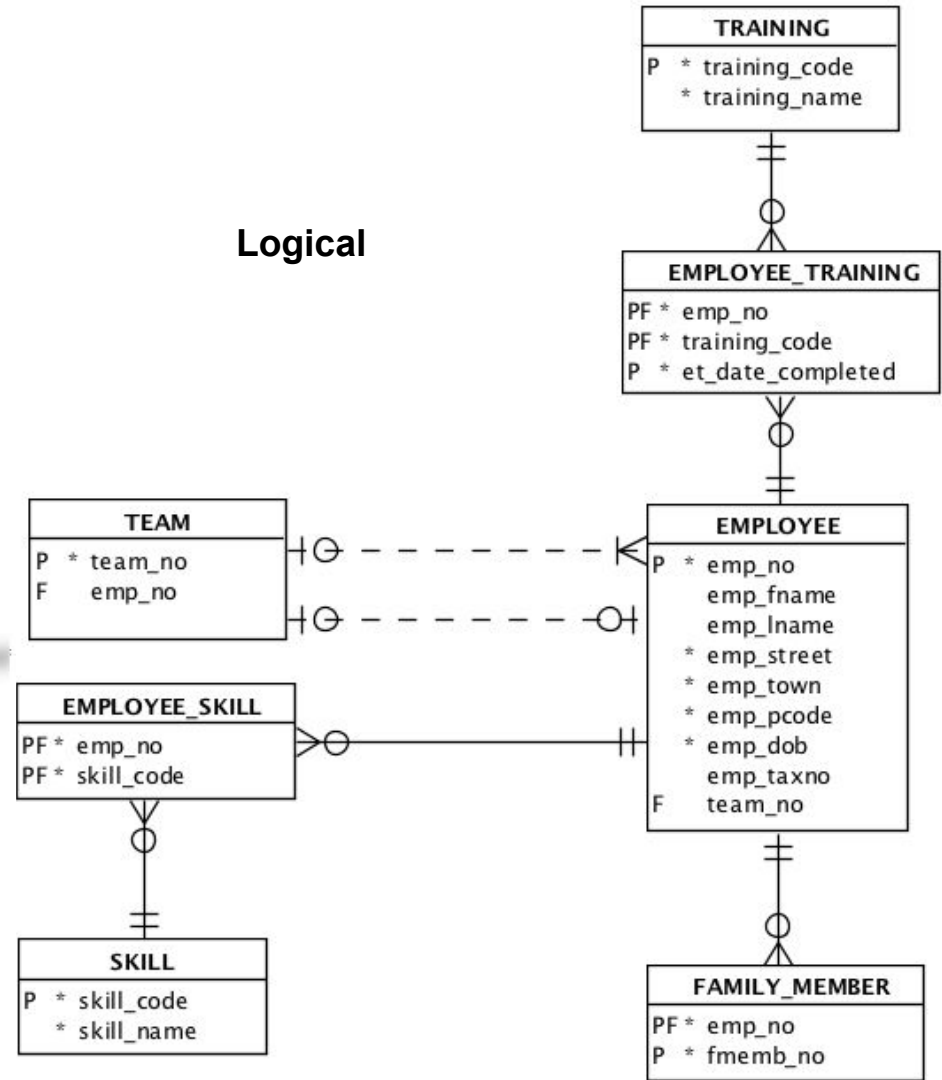 TRAINING
P * training_code
* training_name
Logical
EMPLOYEE_TRAINING
PF * emp_no
PF * training_code
P * et_date_completed
TEAM
P * team_no
F emp_no
EMPLOYEE
P * emp_no
emp_fname
emp_lname
* emp_street
* emp_town
* emp_pcode
* emp_dob
emp_taxno
F team_no
EMPLOYEE_SKILL
PF * emp_no
PF * skill_code
SKILL
P * skill_code
* skill_name
FAMILY_MEMBER
PF * emp_no
P * fmemb_no